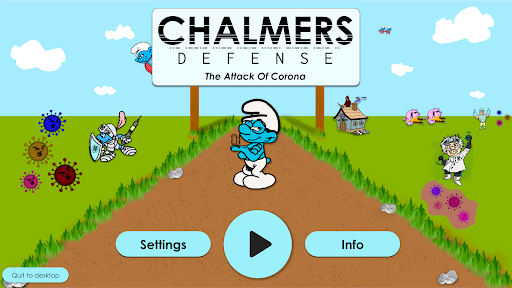 CHALMERS
DEFENSE
The Attack Of Corona
Settings
Info
Quit to desktop